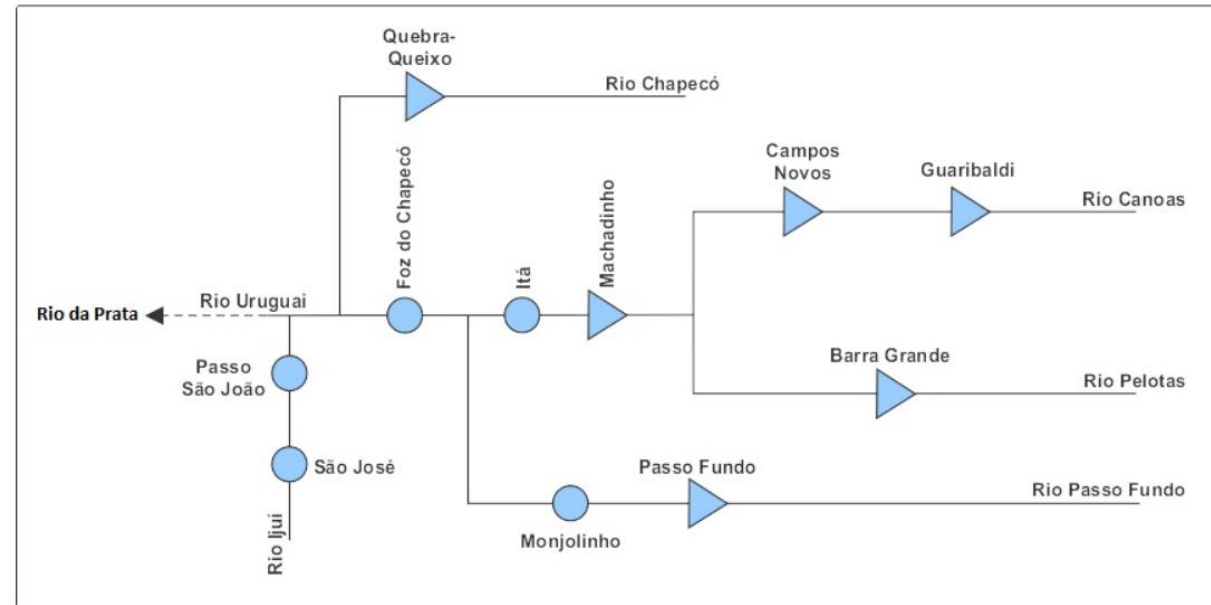 Quebra-
Queixo
Rio Chapecó
Campos
Novos
Guaribaldi
Rio Canoas
Foz do Chapecó
Itá
Machadinho
Rio Uruguai
Rio da Prata
Passo
São João
Barra Grande
Rio Pelotas
São José
Passo Fundo
Rio Passo Fundo
Monjolinho
Rio Ijui